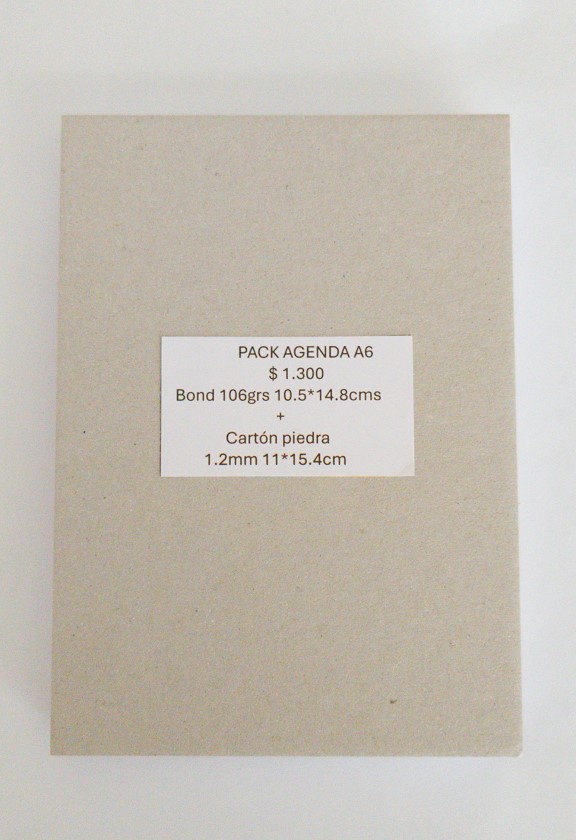 PACK AGENDA A6
$ 1.300
Bond 106grs 10.5*14.8cms
+
Cartón piedra
1.2mm 11*15.4cm